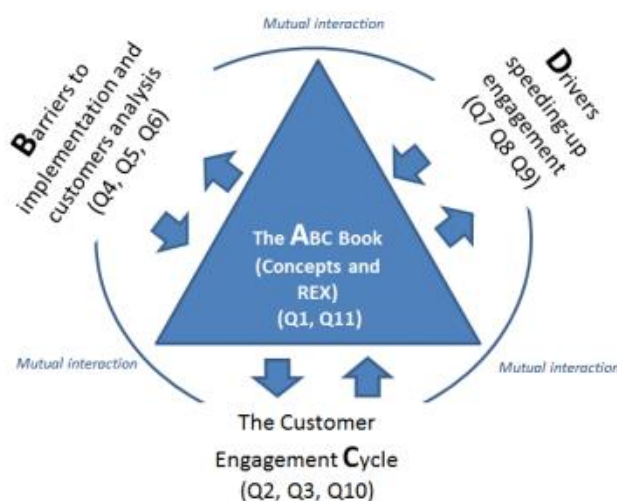 Mutual interaction
Barriers to
implementation and
customers analysis
(Q4, Q5, Q6)
Drivers
speeding-up
engagement
(Q7 Q8 Q9)
The ABC Book
(Concepts and
REX)
(Q1, Q11)
Mutual interaction
Mutual interaction
The Customer
Engagement Cycle
(Q2, Q3, Q10)